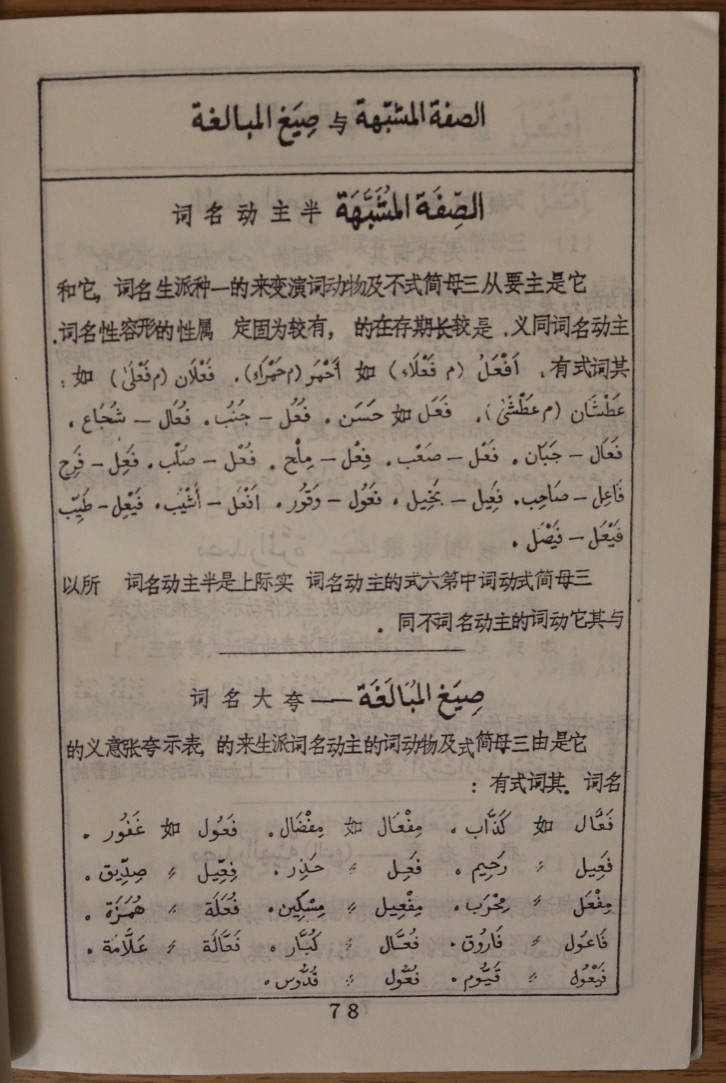 الصفة المشبّهة 与 صِيَغ المبالغة
الصِّفَة المُشَبَّهَة 半主动名词
它是主要从三母简式不及物动词演变来的一种派生名词,它和
主动名词同义.是较长期存在的,有较为固定 属性的形容性名词.
其词式有، اَفْعَلُ (م فَعْلَاء) 如 أَحْمَر (م حَمْرَاء). فَعْلَان (م فَعْلَىٰ) 如:
عَطْشَان (م عَطْشَىٰ). فَعَل 如 حَسَن. فُعُل – جُنُب. فُعَال – شُجَاع.
فَعَال – جَبَان. فَعْل – صَعْب. فِعْل – مِلْح. فُعْل – صُلْب. فَعِل – فَرِح
فَاعِل – صَاحِب. فَعِيل – بَخِيل. فَعُول – وَقُور. اَفْعَل – أَشْيَب. فَيْعِل – طَيِّب
فَيْعَل – فَيْصَل.
三母简式动词中第六式的主动名词 实际上是半主动名词 所以
与其它动词的主动名词不同.
صِيَغ المُبَالَغَة —— 夸大名词
它是由三母简式及物动词的主动名词派生来的,表示夸张意义的
名词.其词式有:
فَعَّال 如 كَذَّاب. مِفْعَال 如 مِفْضَال. فَعُول 如 غَفُور.
فَعِيل 〃 رَحِيم. فَعِل 〃 حَذِر. فِعِّيل 〃 صِدِّيق.
مِفْعَل 〃 مِحْرَب. مِفْعِيل 〃 مِسْكِين. فُعَلَة 〃 هُمَزَة.
فَاعُول 〃 فَارُوق. فُعَّال 〃 كُبَّار. فَعَّالَة 〃 عَلَّامَة.
فَيْعُول 〃 قَيُّوم. فُعُّول 〃 قُدُّوس.
78